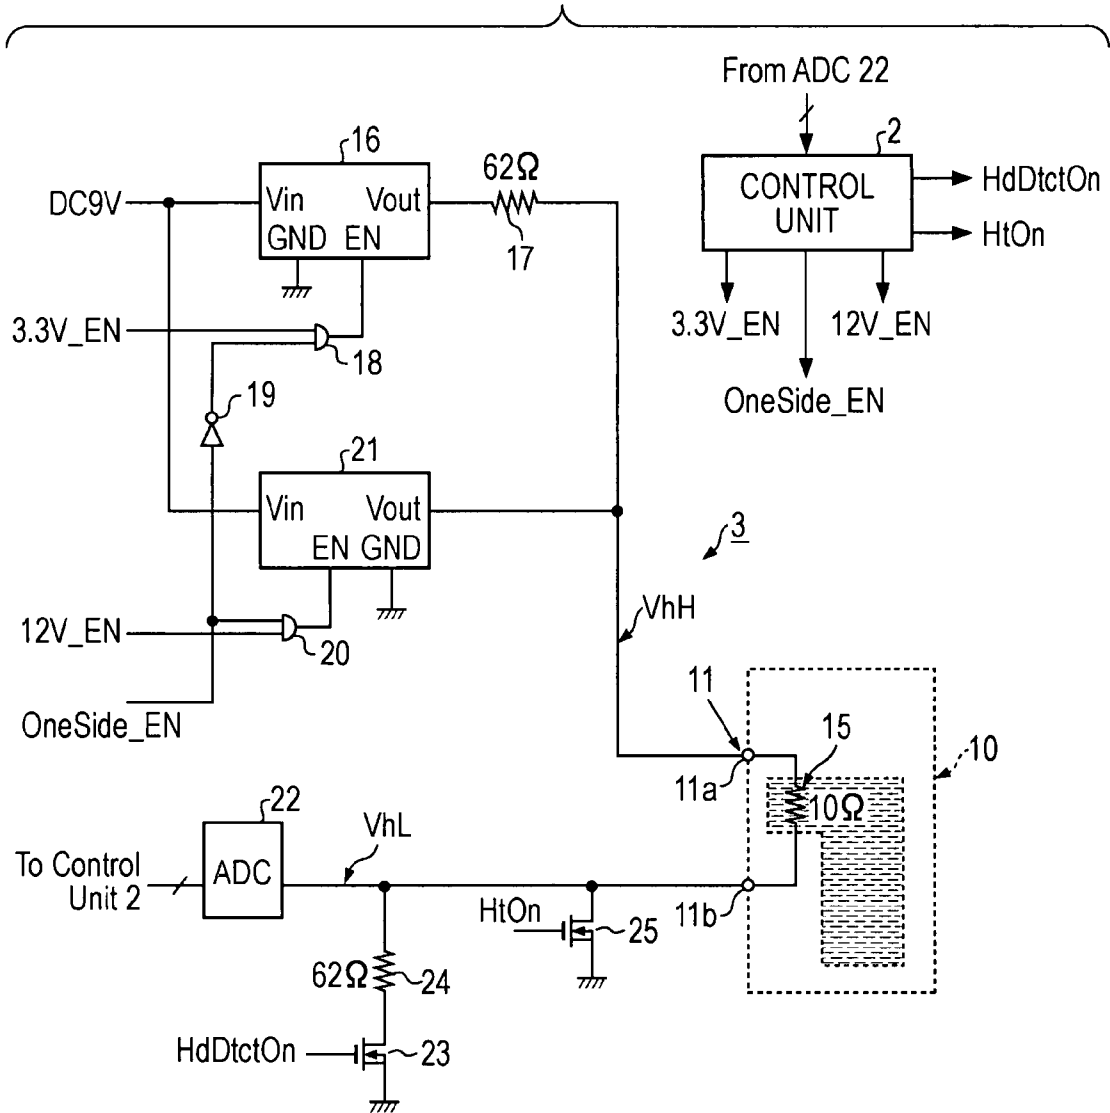 From ADC 22
2
CONTROL
UNIT
HdDtctOn
HtOn
3.3V_EN
12V_EN
OneSide_EN
16
62Ω
DC9V
Vin
Vout
GND
EN
17
3.3V_EN
18
19
21
Vin
Vout
EN
GND
3
12V_EN
20
VhH
OneSide_EN
11
15
10
11a
10Ω
22
VhL
To Control
Unit 2
ADC
HtOn
25
11b
62Ω
24
HdDtctOn
23